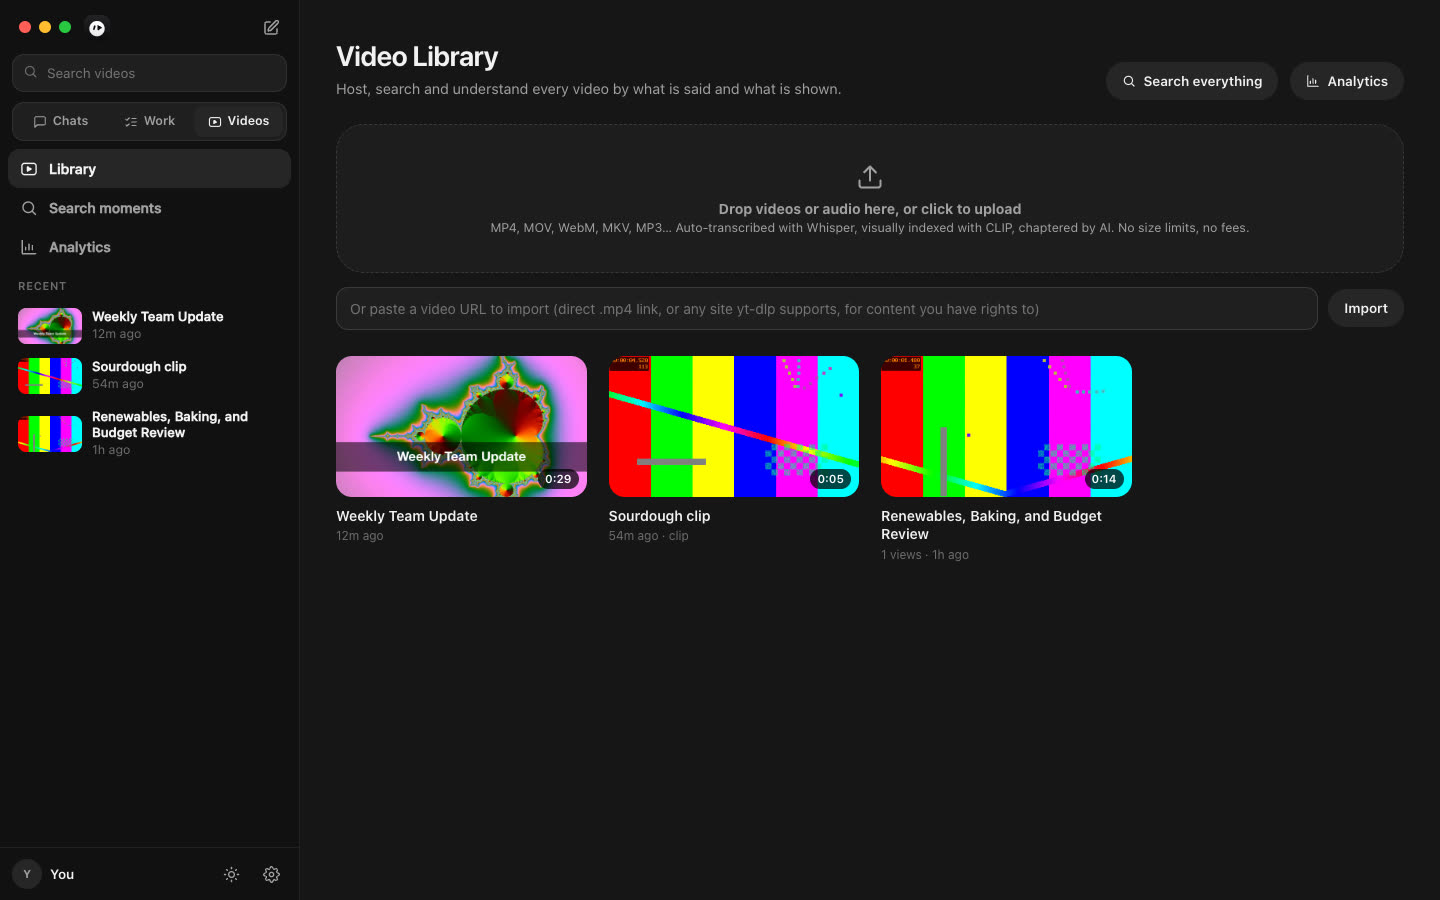 Search videos
Chats
Work
Videos
Library
Search moments
Analytics
RECENT
Weekly Team Update
12m ago
Sourdough clip
54m ago
Renewables, Baking, and
Budget Review
1h ago
Y
You
Video Library
Host, search and understand every video by what is said and what is shown.
Search everything
Analytics
Drop videos or audio here, or click to upload
MP4, MOV, WebM, MKV, MP3... Auto-transcribed with Whisper, visually indexed with CLIP, chaptered by AI. No size limits, no fees.
Or paste a video URL to import (direct .mp4 link, or any site yt-dlp supports, for content you have rights to)
Import
Weekly Team Update
0:29
Weekly Team Update
12m ago
0:05
Sourdough clip
54m ago · clip
0:14
Renewables, Baking, and Budget
Review
1 views · 1h ago